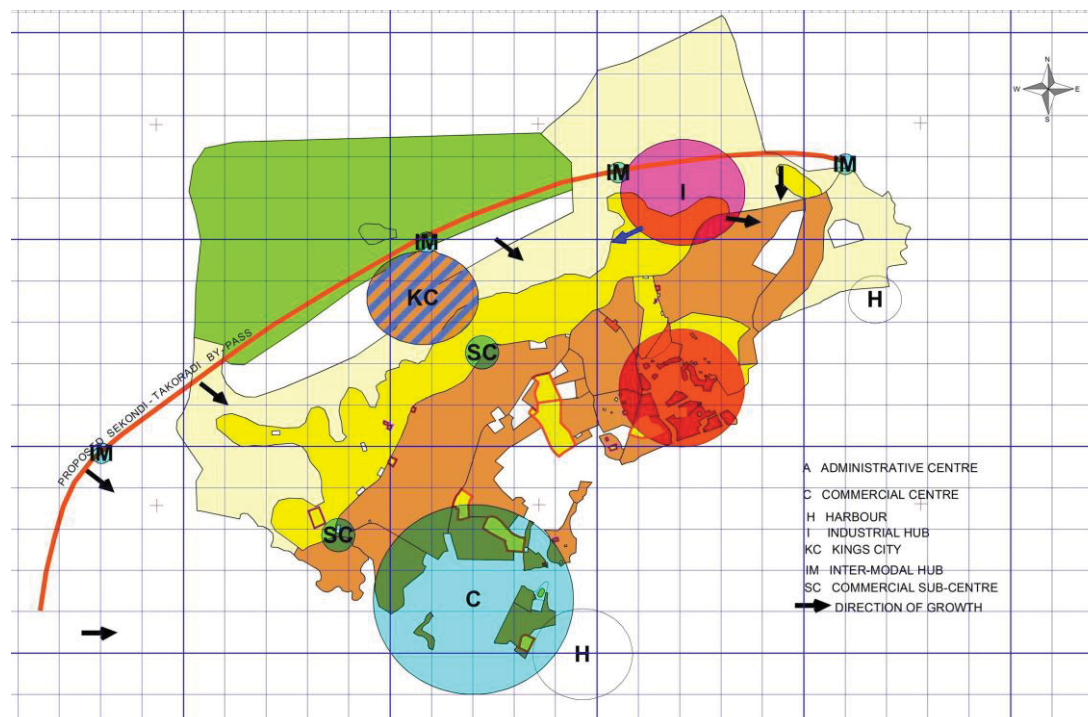 N
W E
S
IM
IM
I
IM
KC
H
SC
PROPOSED SEKONDI-TAKORADI BY-PASS
IM
A ADMINISTRATIVE CENTRE
C COMMERCIAL CENTRE
H HARBOUR
I INDUSTRIAL HUB
KC KINGS CITY
IM INTER-MODAL HUB
SC COMMERCIAL SUB-CENTRE
DIRECTION OF GROWTH
SC
C
H